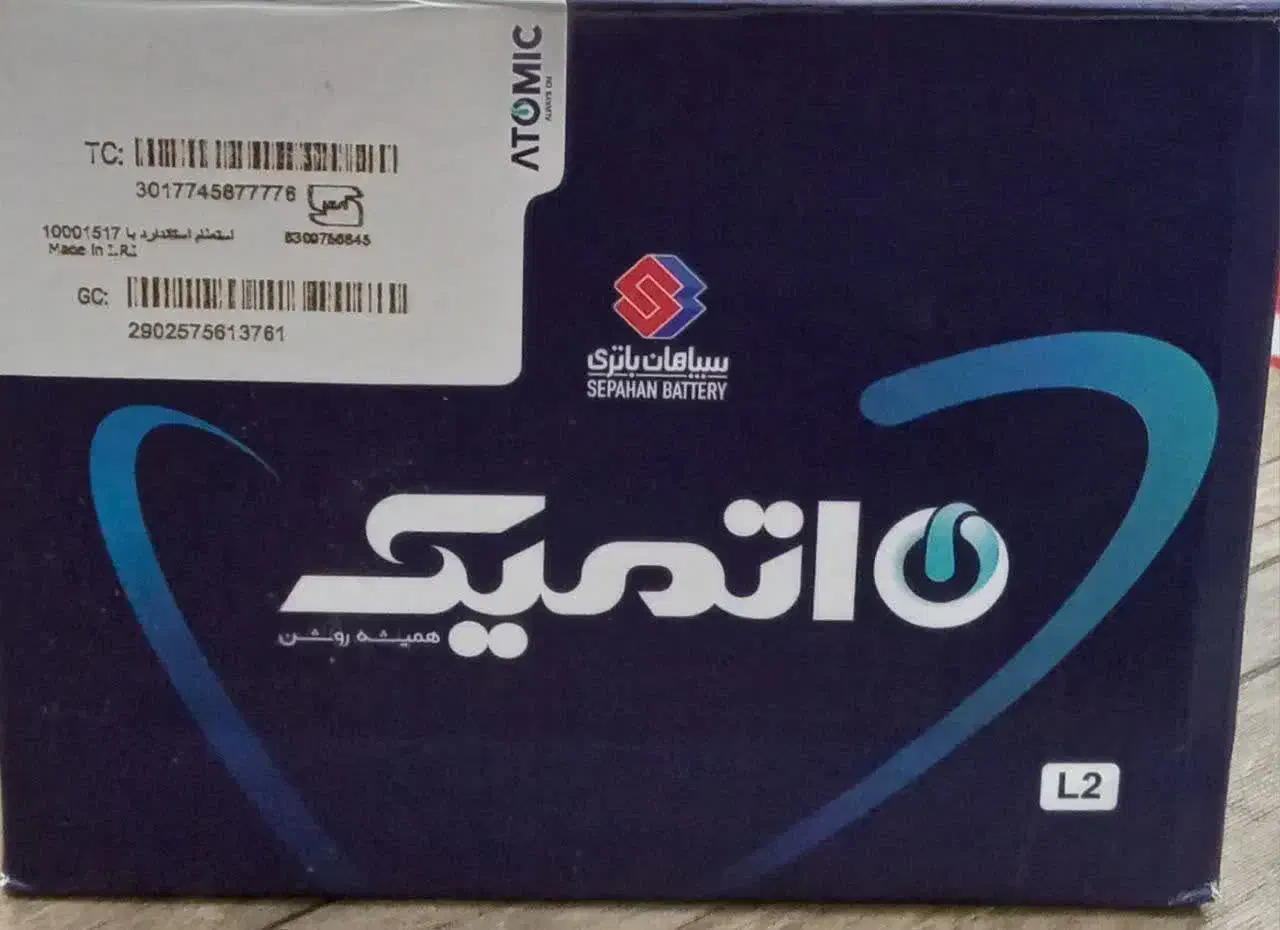 ATOMIC
ALWAYS ON
TC:
3017745877776
استعلام استاندارد با 10001517
Made In I.R.I
GC:
2902575613761
سپاهان باتری
SEPAHAN BATTERY
اتمیک
همیشه روشن
L2